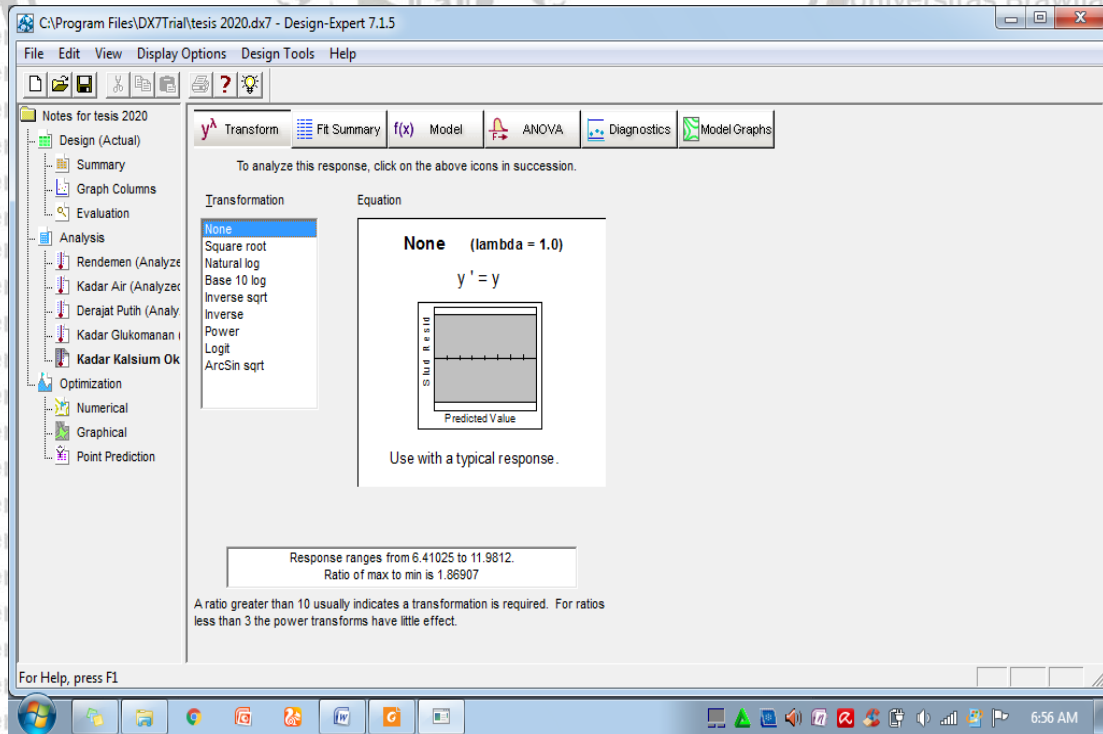 Universitas Brawija
C:\Program Files\DX7Trial\tesis 2020.dx7 - Design-Expert 7.1.5
File Edit View Display Options Design Tools Help
Notes for tesis 2020
Design (Actual)
Summary
Graph Columns
Evaluation
Analysis
Rendemen (Analyze
Kadar Air (Analyzed
Derajat Putih (Analy
Kadar Glukomanan (
Kadar Kalsium Ok
Optimization
Numerical
Graphical
Point Prediction
yλ Transform Fit Summary f(x) Model ANOVA Diagnostics Model Graphs
To analyze this response, click on the above icons in succession.
Transformation
None
Square root
Natural log
Base 10 log
Inverse sqrt
Inverse
Power
Logit
ArcSin sqrt
Equation
None (lambda = 1.0)
y ' = y
Stud Resid
Predicted Value
Use with a typical response.
Response ranges from 6.41025 to 11.9812.
Ratio of max to min is 1.86907
A ratio greater than 10 usually indicates a transformation is required. For ratios
less than 3 the power transforms have little effect.
For Help, press F1
6:56 AM